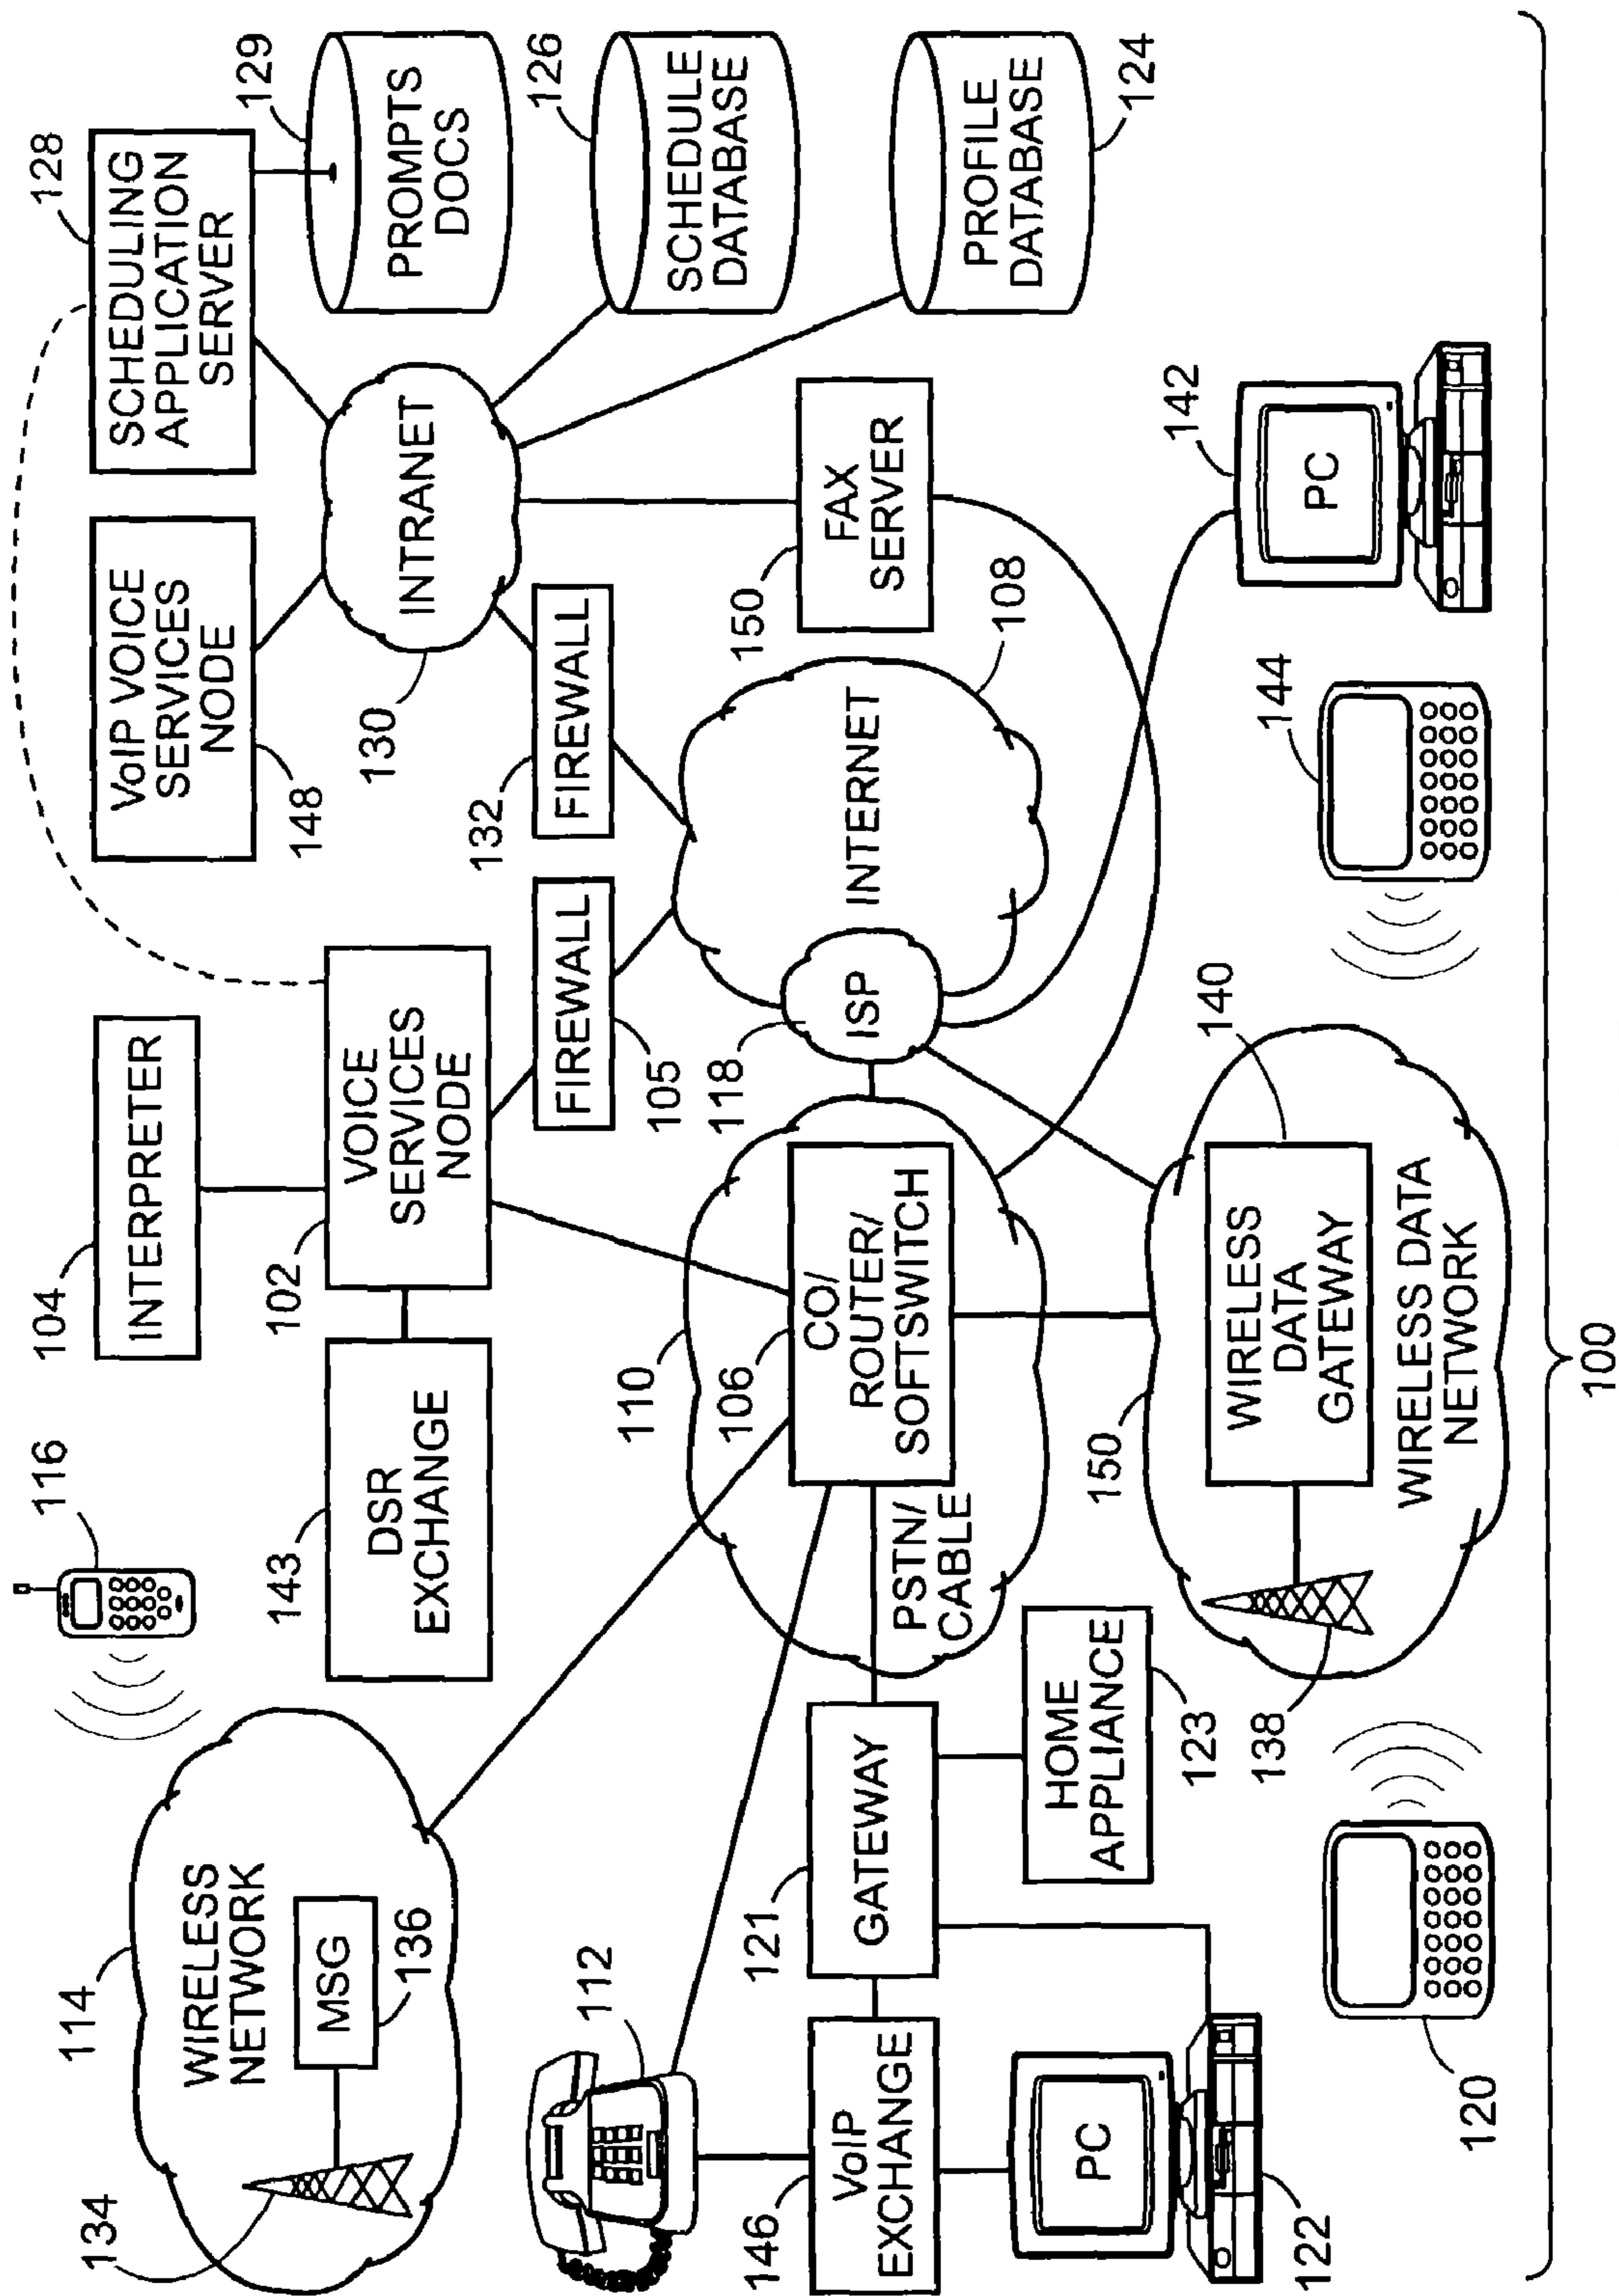 116
104
INTERPRETER
128
SCHEDULING
APPLICATION
SERVER
VoIP VOICE
SERVICES
NODE
148
129
PROMPTS
DOCS
114
WIRELESS
NETWORK
MSG
136
134
143
DSR
EXCHANGE
102
VOICE
SERVICES
NODE
INTRANET
130
126
SCHEDULE
DATABASE
132
FIREWALL
FIREWALL
105
112
110
106
CO/
ROUTER/
SOFTSWITCH
PSTN/
CABLE
118
ISP
INTERNET
108
150
FAX
SERVER
PROFILE
DATABASE
124
146
VoIP
EXCHANGE
121
GATEWAY
HOME
APPLIANCE
123
PC
122
150
140
WIRELESS
DATA
GATEWAY
WIRELESS DATA
NETWORK
138
142
PC
144
120
100